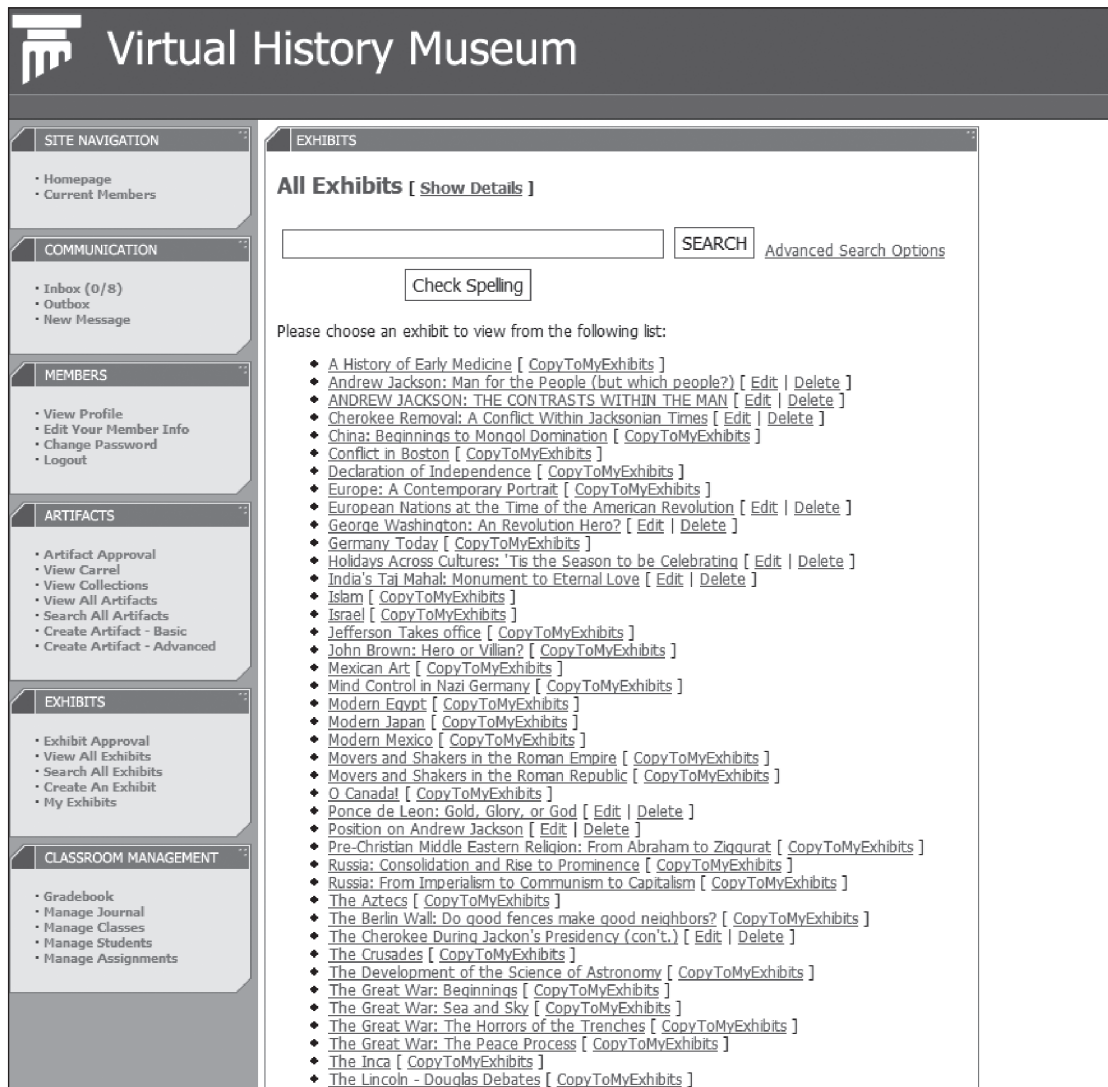 Virtual History Museum
SITE NAVIGATION
· Homepage
· Current Members
COMMUNICATION
· Inbox (0/8)
· Outbox
· New Message
MEMBERS
· View Profile
· Edit Your Member Info
· Change Password
· Logout
ARTIFACTS
· Artifact Approval
· View Carrel
· View Collections
· View All Artifacts
· Search All Artifacts
· Create Artifact - Basic
· Create Artifact - Advanced
EXHIBITS
· Exhibit Approval
· View All Exhibits
· Search All Exhibits
· Create An Exhibit
· My Exhibits
CLASSROOM MANAGEMENT
· Gradebook
· Manage Journal
· Manage Classes
· Manage Students
· Manage Assignments
EXHIBITS
All Exhibits [ Show Details ]
SEARCH Advanced Search Options
Check Spelling
Please choose an exhibit to view from the following list:
A History of Early Medicine [ CopyToMyExhibits ]
Andrew Jackson: Man for the People (but which people?) [ Edit | Delete ]
ANDREW JACKSON: THE CONTRASTS WITHIN THE MAN [ Edit | Delete ]
Cherokee Removal: A Conflict Within Jacksonian Times [ Edit | Delete ]
China: Beginnings to Mongol Domination [ CopyToMyExhibits ]
Conflict in Boston [ CopyToMyExhibits ]
Declaration of Independence [ CopyToMyExhibits ]
Europe: A Contemporary Portrait [ CopyToMyExhibits ]
European Nations at the Time of the American Revolution [ Edit | Delete ]
George Washington: An Revolution Hero? [ Edit | Delete ]
Germany Today [ CopyToMyExhibits ]
Holidays Across Cultures: 'Tis the Season to be Celebrating [ Edit | Delete ]
India's Taj Mahal: Monument to Eternal Love [ Edit | Delete ]
Islam [ CopyToMyExhibits ]
Israel [ CopyToMyExhibits ]
Jefferson Takes office [ CopyToMyExhibits ]
John Brown: Hero or Villian? [ CopyToMyExhibits ]
Mexican Art [ CopyToMyExhibits ]
Mind Control in Nazi Germany [ CopyToMyExhibits ]
Modern Egypt [ CopyToMyExhibits ]
Modern Japan [ CopyToMyExhibits ]
Modern Mexico [ CopyToMyExhibits ]
Movers and Shakers in the Roman Empire [ CopyToMyExhibits ]
Movers and Shakers in the Roman Republic [ CopyToMyExhibits ]
O Canada! [ CopyToMyExhibits ]
Ponce de Leon: Gold, Glory, or God [ Edit | Delete ]
Position on Andrew Jackson [ Edit | Delete ]
Pre-Christian Middle Eastern Religion: From Abraham to Ziggurat [ CopyToMyExhibits ]
Russia: Consolidation and Rise to Prominence [ CopyToMyExhibits ]
Russia: From Imperialism to Communism to Capitalism [ CopyToMyExhibits ]
The Aztecs [ CopyToMyExhibits ]
The Berlin Wall: Do good fences make good neighbors? [ CopyToMyExhibits ]
The Cherokee During Jackon's Presidency (con't.) [ Edit | Delete ]
The Crusades [ CopyToMyExhibits ]
The Development of the Science of Astronomy [ CopyToMyExhibits ]
The Great War: Beginnings [ CopyToMyExhibits ]
The Great War: Sea and Sky [ CopyToMyExhibits ]
The Great War: The Horrors of the Trenches [ CopyToMyExhibits ]
The Great War: The Peace Process [ CopyToMyExhibits ]
The Inca [ CopyToMyExhibits ]
The Lincoln - Douglas Debates [ CopyToMyExhibits ]